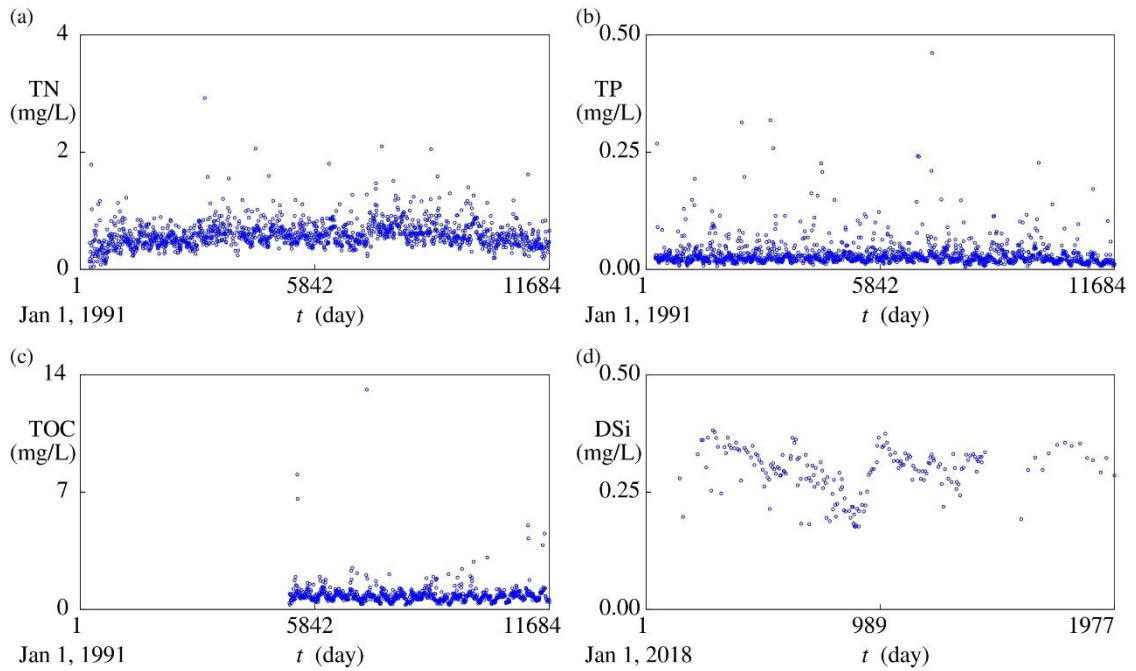 (a)
4
TN
(mg/L)
2
0
1 5842 11684
Jan 1, 1991 t (day)
(b)
0.50
TP
(mg/L)
0.25
0.00
1 5842 11684
Jan 1, 1991 t (day)
(c)
14
TOC
(mg/L)
7
0
1 5842 11684
Jan 1, 1991 t (day)
(d)
0.50
DSi
(mg/L)
0.25
0.00
1 989 1977
Jan 1, 2018 t (day)